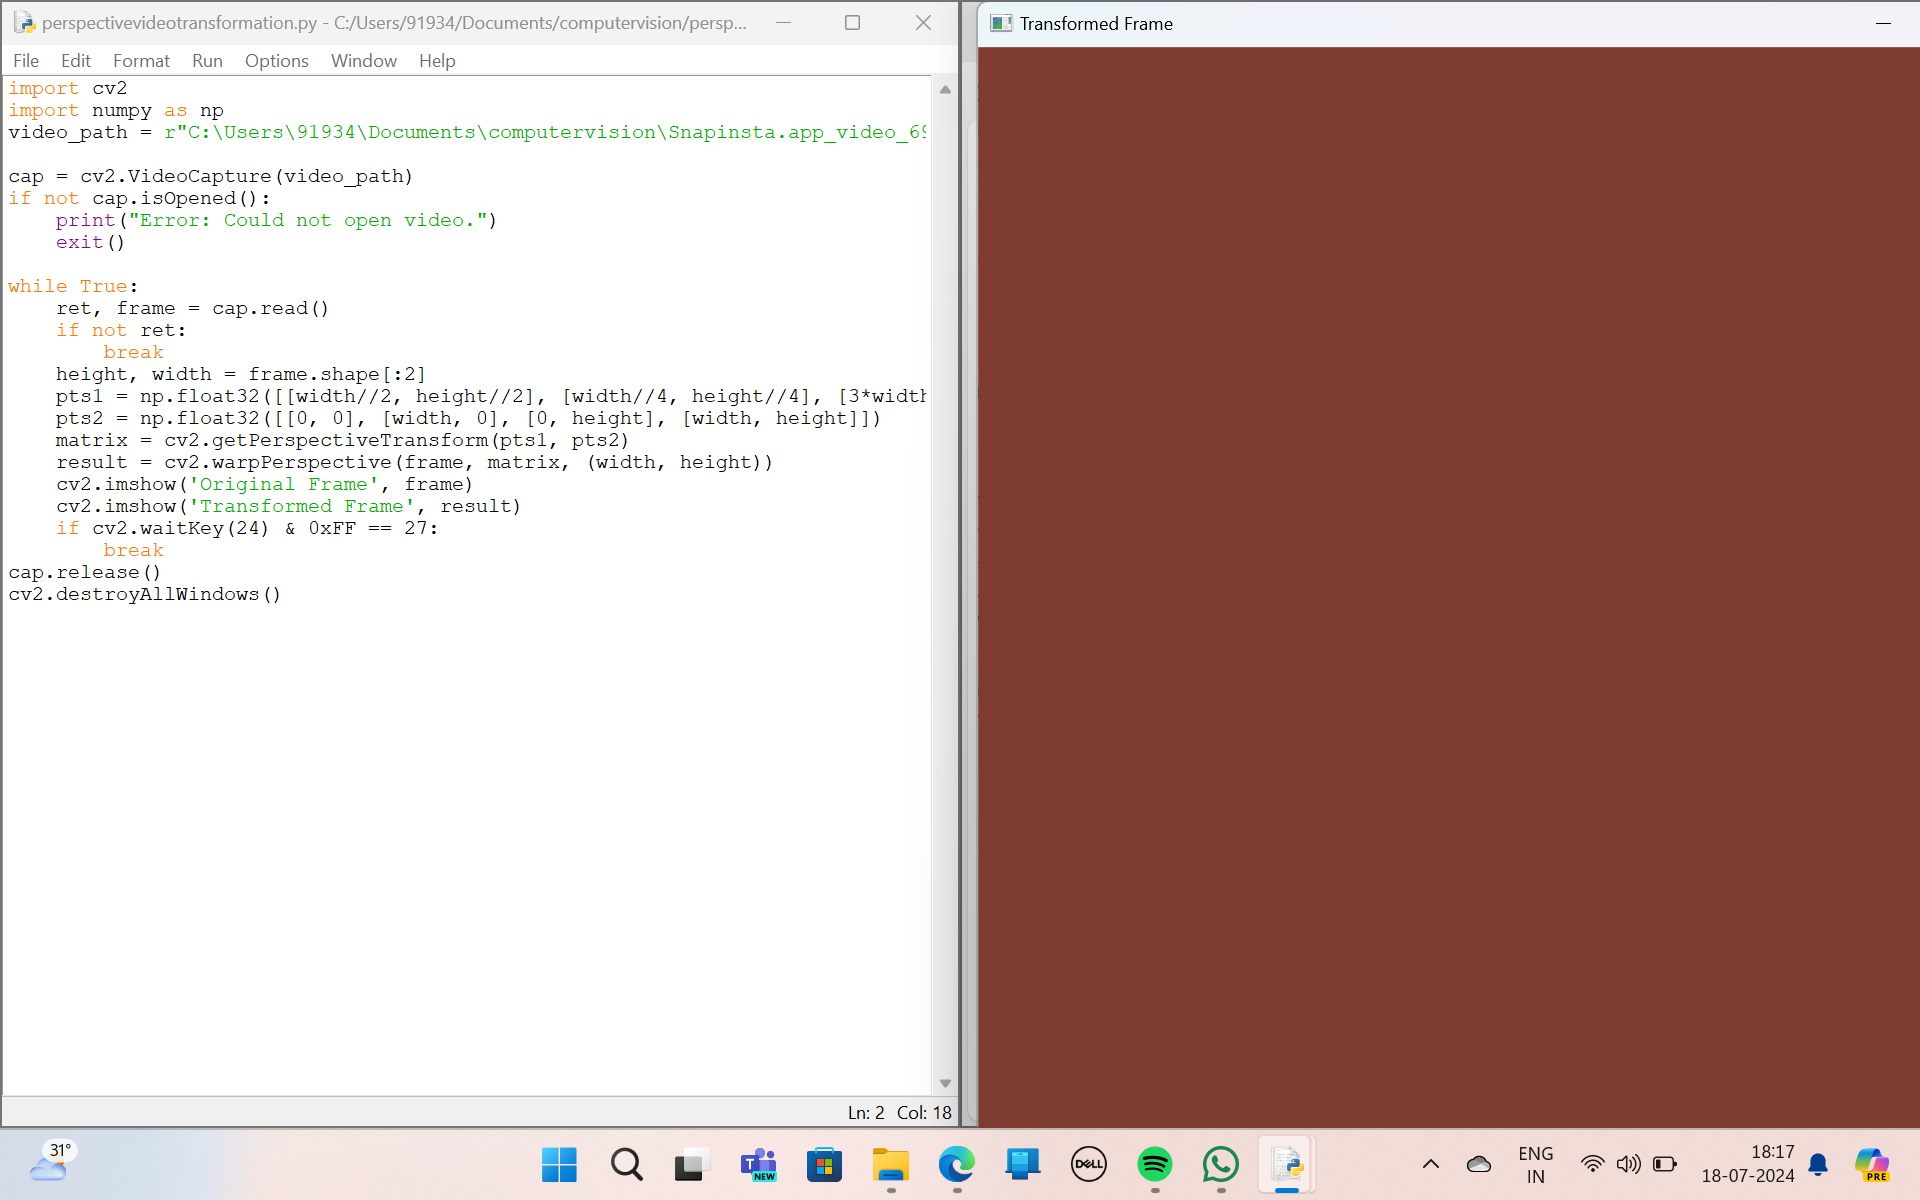 perspectivevideotransformation.py - C:/Users/91934/Documents/computervision/persp...
File Edit Format Run Options Window Help
import cv2
import numpy as np
video_path = r"C:\Users\91934\Documents\computervision\Snapinsta.app_video_69
cap = cv2.VideoCapture(video_path)
if not cap.isOpened():
    print("Error: Could not open video.")
    exit()
while True:
    ret, frame = cap.read()
    if not ret:
        break
    height, width = frame.shape[:2]
    pts1 = np.float32([[width//2, height//2], [width//4, height//4], [3*width
    pts2 = np.float32([[0, 0], [width, 0], [0, height], [width, height]])
    matrix = cv2.getPerspectiveTransform(pts1, pts2)
    result = cv2.warpPerspective(frame, matrix, (width, height))
    cv2.imshow('Original Frame', frame)
    cv2.imshow('Transformed Frame', result)
    if cv2.waitKey(24) & 0xFF == 27:
        break
cap.release()
cv2.destroyAllWindows()
Ln: 2 Col: 18
Transformed Frame
31°
T
NEW
DELL
ENG
IN
18:17
18-07-2024
PRE